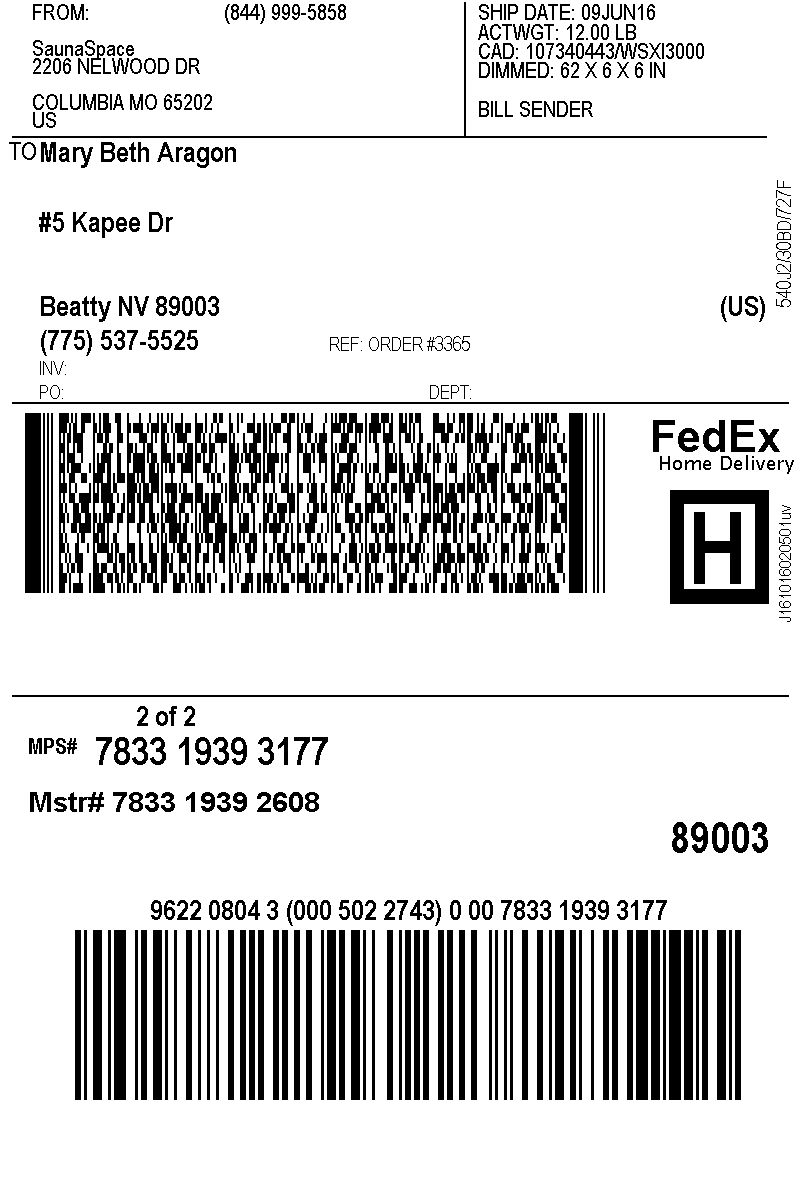 FROM: (844) 999-5858
SaunaSpace
2206 NELWOOD DR
COLUMBIA MO 65202
US
SHIP DATE: 09JUN16
ACTWGT: 12.00 LB
CAD: 107340443/WSXI3000
DIMMED: 62 X 6 X 6 IN
BILL SENDER
TO Mary Beth Aragon
#5 Kapee Dr
Beatty NV 89003 (US)
(775) 537-5525 REF: ORDER #3365
INV:
PO: DEPT:
540J2/30BD/727F
FedEx
Home Delivery
H
J161016020501uv
2 of 2
MPS# 7833 1939 3177
Mstr# 7833 1939 2608
89003
9622 0804 3 (000 502 2743) 0 00 7833 1939 3177